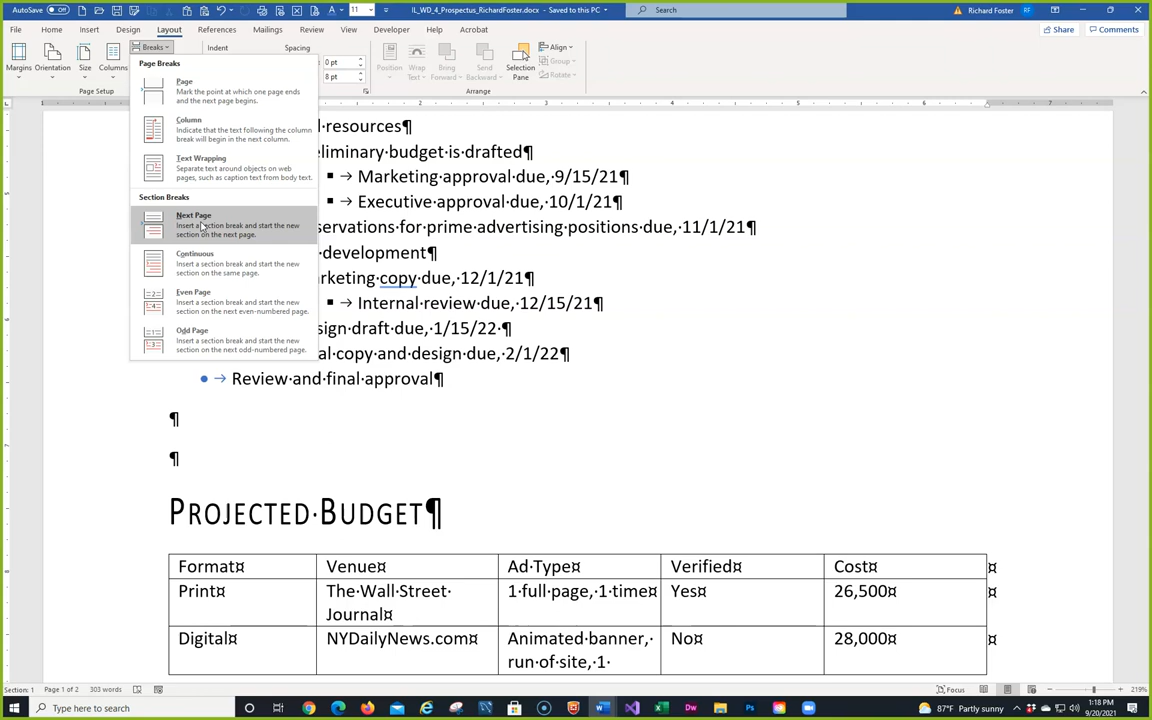 AutoSave Off 11 IL_WD_4_Prospectus_RichardFoster.docx - Saved to this PC Search Richard Foster RF
File Home Insert Design Layout References Mailings Review View Developer Help Acrobat Share Comments
Margins Orientation Size Columns Breaks Indent Spacing 0 pt 8 pt Position Wrap Text Bring Forward Send Backward Selection Pane Align Group Rotate
Page Setup Arrange
Page Breaks
Page
Mark the point at which one page ends
and the next page begins.
Column
Indicate that the text following the column
break will begin in the next column.
Text Wrapping
Separate text around objects on web
pages, such as caption text from body text.
Section Breaks
Next Page
Insert a section break and start the new
section on the next page.
Continuous
Insert a section break and start the new
section on the same page.
Even Page
Insert a section break and start the new
section on the next even-numbered page.
Odd Page
Insert a section break and start the new
section on the next odd-numbered page.
1 2 3 4 5 6 7
resources¶
budget·is·drafted¶
■ → Marketing·approval·due,·9/15/21¶
■ → Executive·approval·due,·10/1/21¶
for·prime·advertising·positions·due,·11/1/21¶
development¶
copy·due,·12/1/21¶
■ → Internal·review·due,·12/15/21¶
draft·due,·1/15/22·¶
copy·and·design·due,·2/1/22¶
● → Review·and·final·approval¶
¶
¶
PROJECTED·BUDGET¶
Format¤ Venue¤ Ad·Type¤ Verified¤ Cost¤ ¤
Print¤ The·Wall·Street· Journal¤ 1·full·page,·1·time¤ Yes¤ 26,500¤ ¤
Digital¤ NYDailyNews.com¤ Animated·banner,· run·of·site,·1· No¤ 28,000¤ ¤
Section: 1 Page 1 of 2 303 words Focus 219%
Type here to search 87°F Partly sunny 1:18 PM
9/20/2021